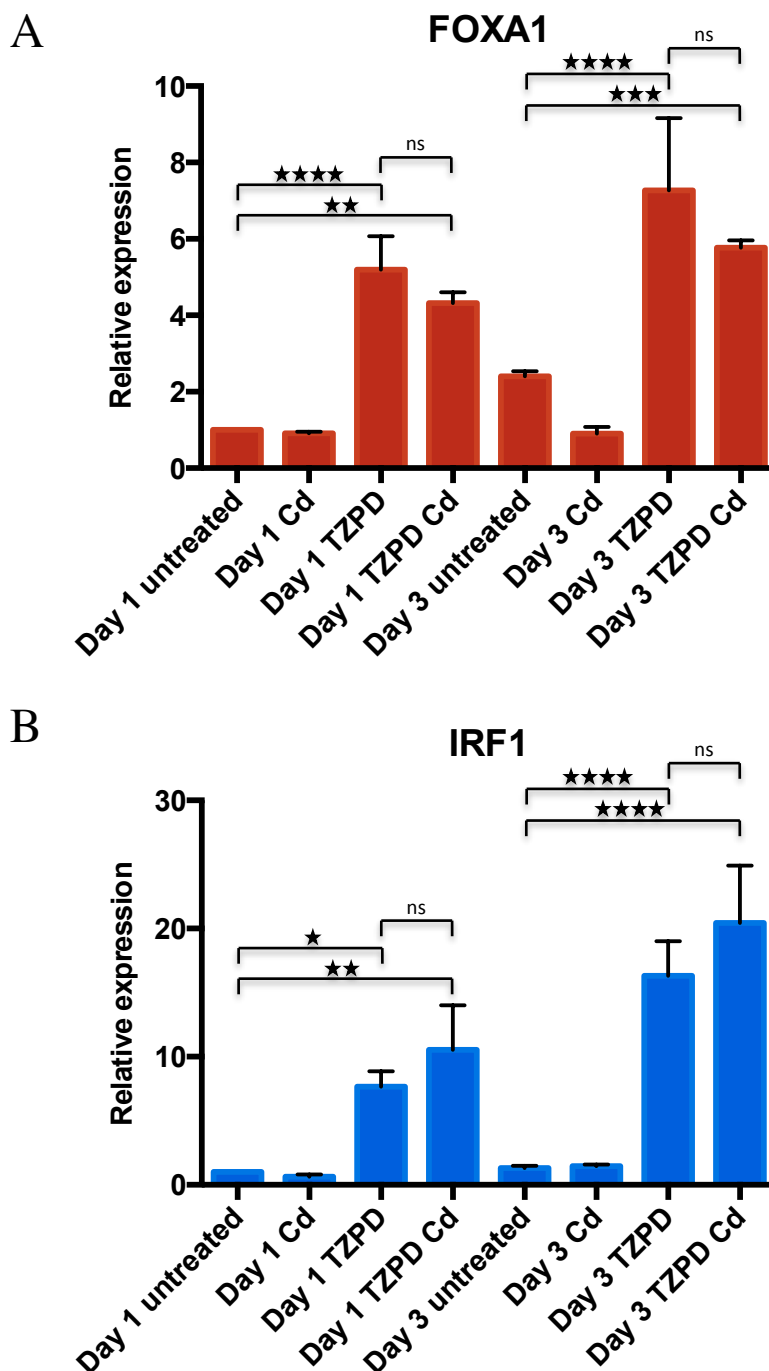 A
FOXA1
ns
★★★★
★★★
ns
★★★★
★★
10
8
6
4
2
0
Relative expression
Day 1 untreated
Day 1 Cd
Day 1 TZPD
Day 1 TZPD Cd
Day 3 untreated
Day 3 Cd
Day 3 TZPD
Day 3 TZPD Cd
B
IRF1
ns
★★★★
★★★★
ns
★
★★
30
20
10
0
Relative expression
Day 1 untreated
Day 1 Cd
Day 1 TZPD
Day 1 TZPD Cd
Day 3 untreated
Day 3 Cd
Day 3 TZPD
Day 3 TZPD Cd